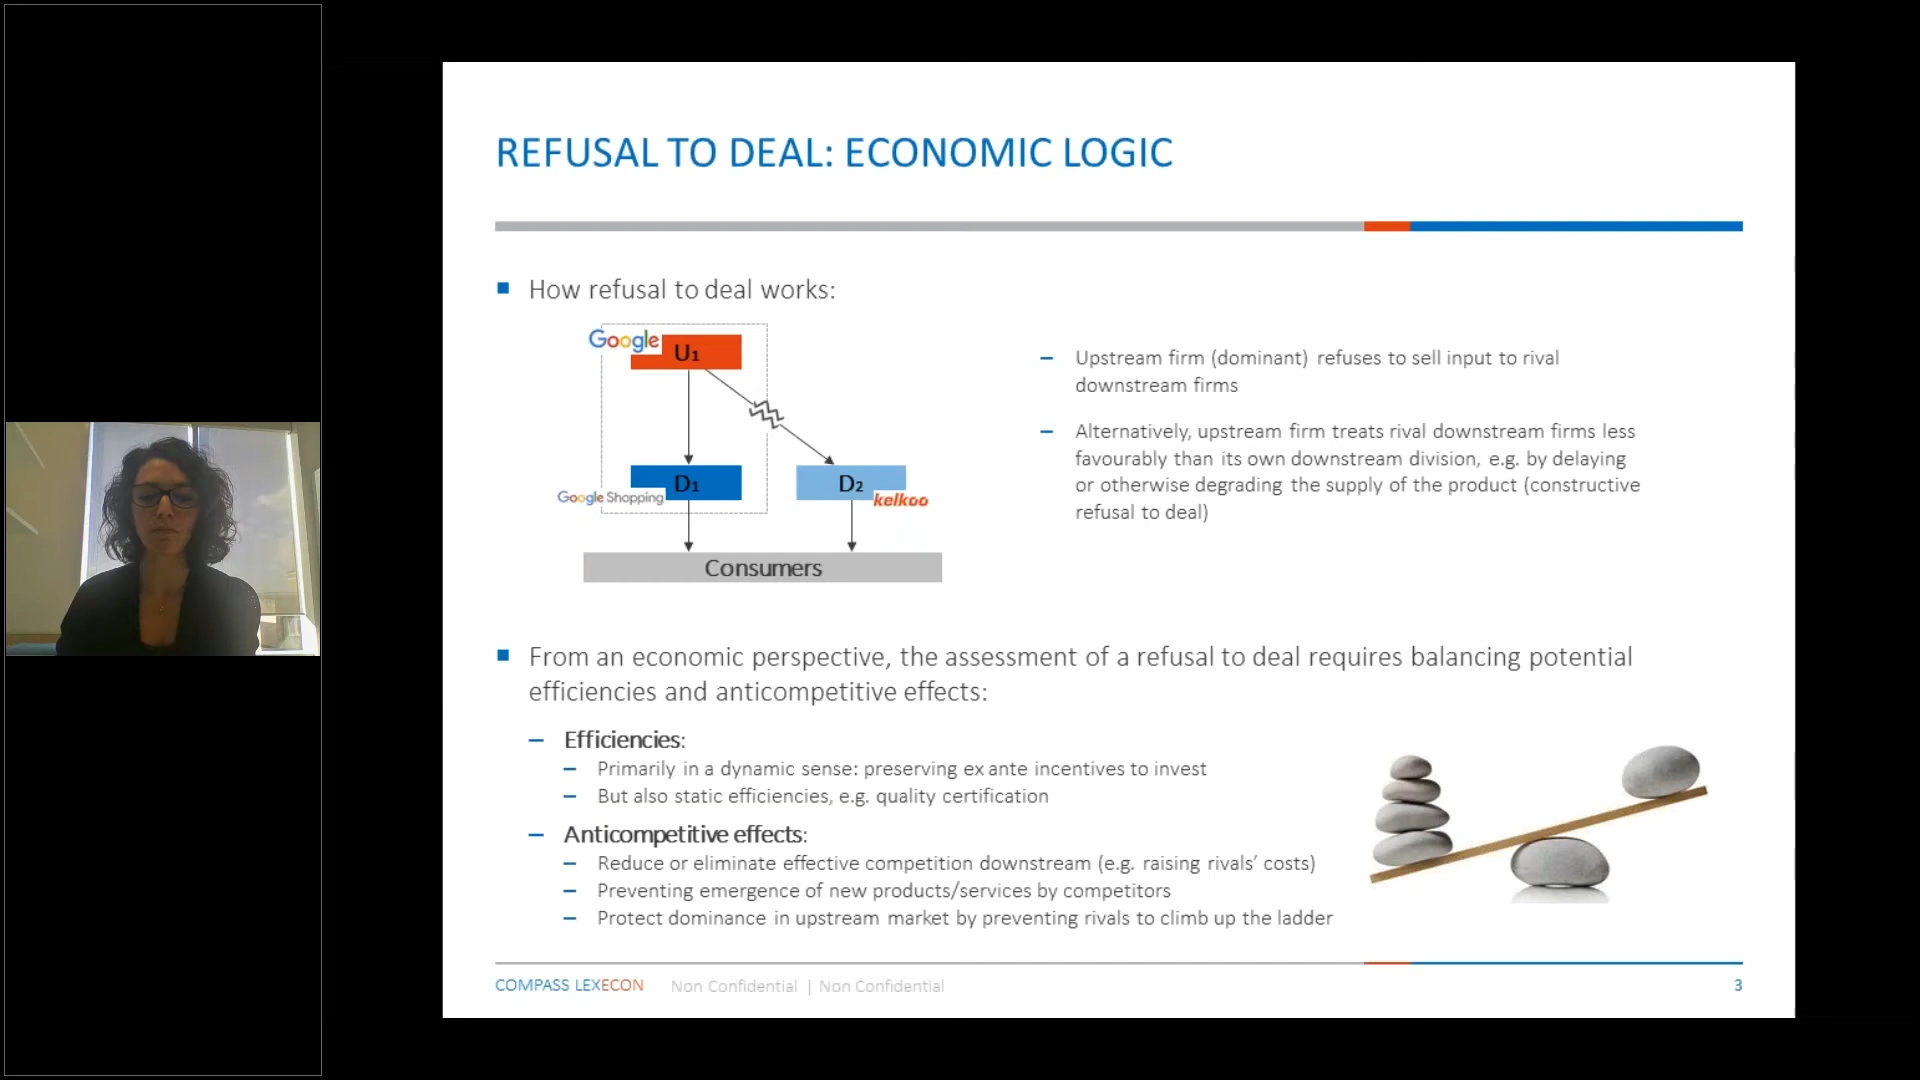 REFUSAL TO DEAL: ECONOMIC LOGIC
How refusal to deal works:
Google
U1
D1
Google Shopping
D2
kelkoo
Consumers
Upstream firm (dominant) refuses to sell input to rival
downstream firms
Alternatively, upstream firm treats rival downstream firms less
favourably than its own downstream division, e.g. by delaying
or otherwise degrading the supply of the product (constructive
refusal to deal)
From an economic perspective, the assessment of a refusal to deal requires balancing potential
efficiencies and anticompetitive effects:
Efficiencies:
Primarily in a dynamic sense: preserving ex ante incentives to invest
But also static efficiencies, e.g. quality certification
Anticompetitive effects:
Reduce or eliminate effective competition downstream (e.g. raising rivals’ costs)
Preventing emergence of new products/services by competitors
Protect dominance in upstream market by preventing rivals to climb up the ladder
COMPASS LEXECON Non Confidential | Non Confidential 3